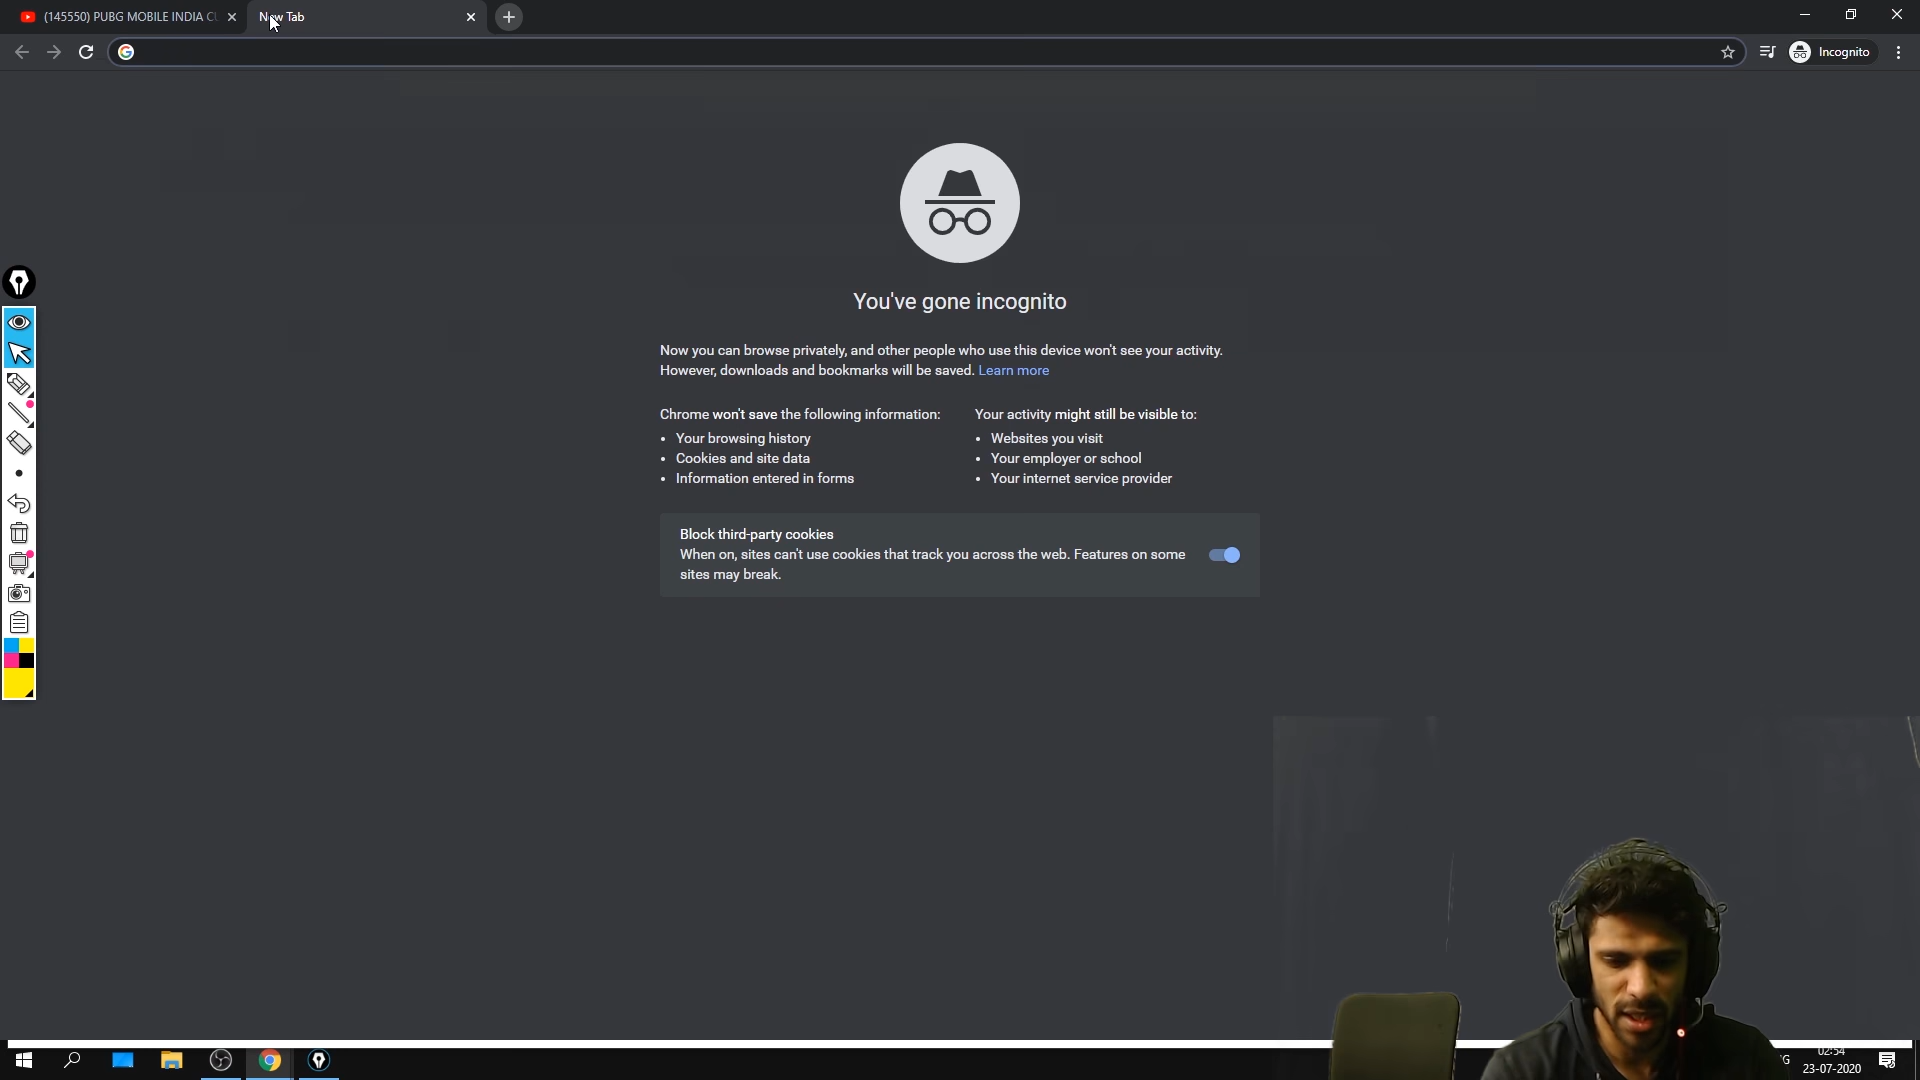 (145550) PUBG MOBILE INDIA
New Tab
Incognito
You've gone incognito
Now you can browse privately, and other people who use this device won't see your activity.
However, downloads and bookmarks will be saved. Learn more
Chrome won't save the following information:
• Your browsing history
• Cookies and site data
• Information entered in forms
Your activity might still be visible to:
• Websites you visit
• Your employer or school
• Your internet service provider
Block third-party cookies
When on, sites can't use cookies that track you across the web. Features on some
sites may break.
02:54
23-07-2020